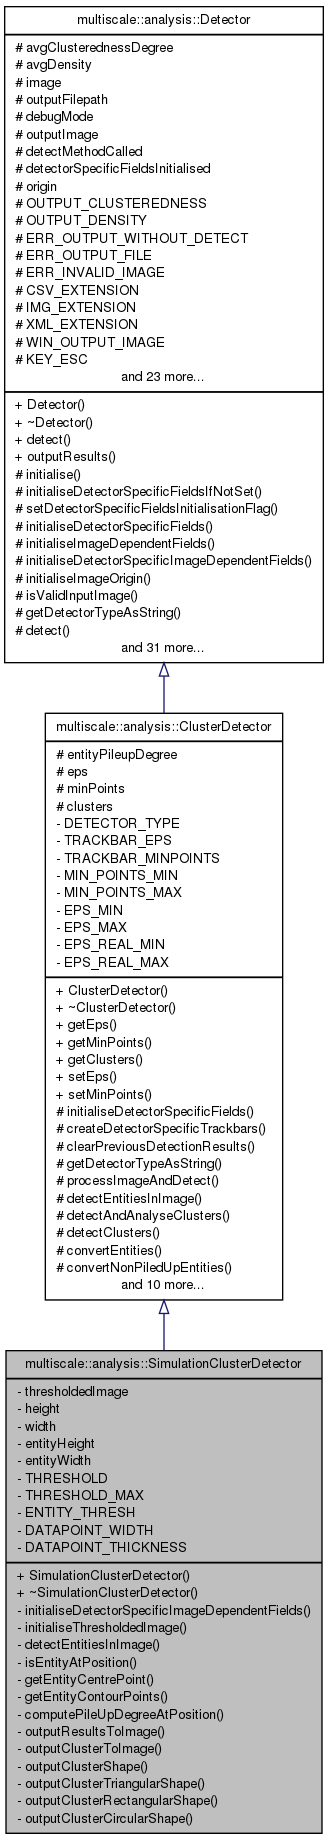 multiscale::analysis::Detector
# avgClusterednessDegree
# avgDensity
# image
# outputFilepath
# debugMode
# outputImage
# detectMethodCalled
# detectorSpecificFieldsInitialised
# origin
# OUTPUT_CLUSTEREDNESS
# OUTPUT_DENSITY
# ERR_OUTPUT_WITHOUT_DETECT
# ERR_OUTPUT_FILE
# ERR_INVALID_IMAGE
# CSV_EXTENSION
# IMG_EXTENSION
# XML_EXTENSION
# WIN_OUTPUT_IMAGE
# KEY_ESC
and 23 more...
+ Detector()
+ ~Detector()
+ detect()
+ outputResults()
# initialise()
# initialiseDetectorSpecificFieldsIfNotSet()
# setDetectorSpecificFieldsInitialisationFlag()
# initialiseDetectorSpecificFields()
# initialiseImageDependentFields()
# initialiseDetectorSpecificImageDependentFields()
# initialiseImageOrigin()
# isValidInputImage()
# getDetectorTypeAsString()
# detect()
and 31 more...
multiscale::analysis::ClusterDetector
# entityPileupDegree
# eps
# minPoints
# clusters
- DETECTOR_TYPE
- TRACKBAR_EPS
- TRACKBAR_MINPOINTS
- MIN_POINTS_MIN
- MIN_POINTS_MAX
- EPS_MIN
- EPS_MAX
- EPS_REAL_MIN
- EPS_REAL_MAX
+ ClusterDetector()
+ ~ClusterDetector()
+ getEps()
+ getMinPoints()
+ getClusters()
+ setEps()
+ setMinPoints()
# initialiseDetectorSpecificFields()
# createDetectorSpecificTrackbars()
# clearPreviousDetectionResults()
# getDetectorTypeAsString()
# processImageAndDetect()
# detectEntitiesInImage()
# detectAndAnalyseClusters()
# detectClusters()
# convertEntities()
# convertNonPiledUpEntities()
and 10 more...
multiscale::analysis::SimulationClusterDetector
- thresholdedImage
- height
- width
- entityHeight
- entityWidth
- THRESHOLD
- THRESHOLD_MAX
- ENTITY_THRESH
- DATAPOINT_WIDTH
- DATAPOINT_THICKNESS
+ SimulationClusterDetector()
+ ~SimulationClusterDetector()
- initialiseDetectorSpecificImageDependentFields()
- initialiseThresholdedImage()
- detectEntitiesInImage()
- isEntityAtPosition()
- getEntityCentrePoint()
- getEntityContourPoints()
- computePileUpDegreeAtPosition()
- outputResultsToImage()
- outputClusterToImage()
- outputClusterShape()
- outputClusterTriangularShape()
- outputClusterRectangularShape()
- outputClusterCircularShape()